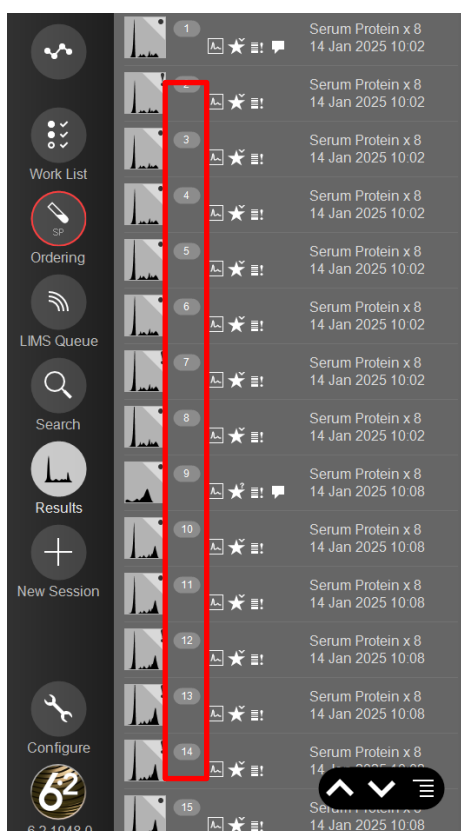 1
Serum Protein x 8
14 Jan 2025 10:02
2
Serum Protein x 8
14 Jan 2025 10:02
Work List
3
Serum Protein x 8
14 Jan 2025 10:02
SP
Ordering
4
Serum Protein x 8
14 Jan 2025 10:02
5
Serum Protein x 8
14 Jan 2025 10:02
LIMS Queue
6
Serum Protein x 8
14 Jan 2025 10:02
Search
7
Serum Protein x 8
14 Jan 2025 10:02
8
Serum Protein x 8
14 Jan 2025 10:02
Results
9
Serum Protein x 8
14 Jan 2025 10:08
10
Serum Protein x 8
14 Jan 2025 10:08
New Session
11
Serum Protein x 8
14 Jan 2025 10:08
12
Serum Protein x 8
14 Jan 2025 10:08
13
Serum Protein x 8
14 Jan 2025 10:08
Configure
14
Serum Protein x 8
14
6.2
6.2.1948.0
15
Serum Protein x 8
14 Jan 2025 10:08